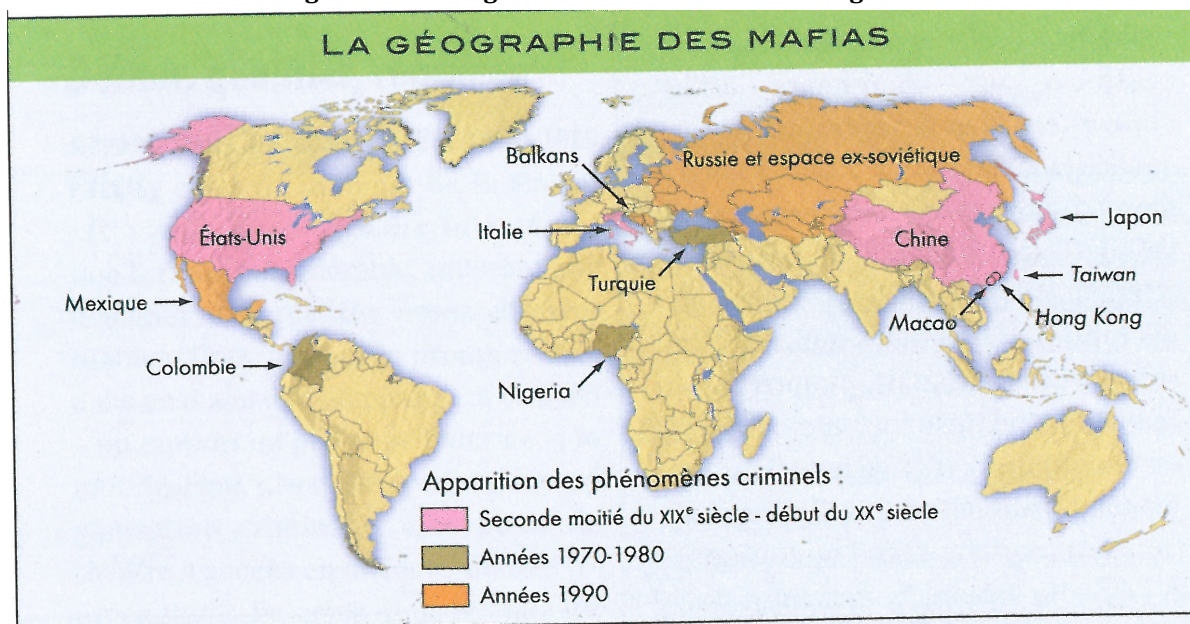 LA GÉOGRAPHIE DES MAFIAS
Balkans
Russie et espace ex-soviétique
Italie
États-Unis
Chine
Japon
Turquie
Taiwan
Mexique
Macao
Hong Kong
Colombie
Nigeria
Apparition des phénomènes criminels :
Seconde moitié du XIXe siècle - début du XXe siècle
Années 1970-1980
Années 1990